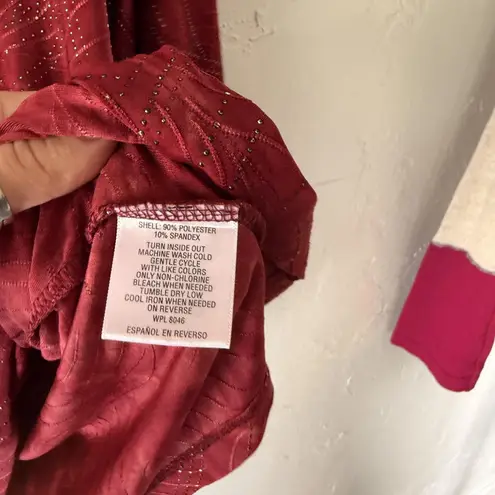 SHELL: 90% POLYESTER
10% SPANDEX
TURN INSIDE OUT
MACHINE WASH COLD
GENTLE CYCLE
WITH LIKE COLORS
ONLY NON-CHLORINE
BLEACH WHEN NEEDED
TUMBLE DRY LOW
COOL IRON WHEN NEEDED
ON REVERSE
WPL 8046
ESPAÑOL EN REVERSO